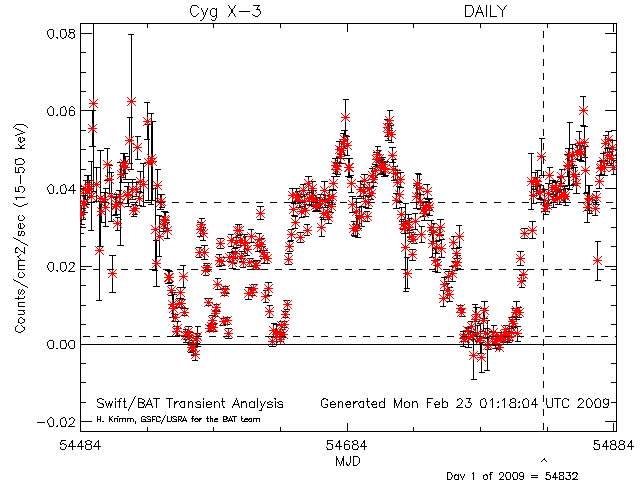 Cyg X-3 DAILY
0.08
0.06
0.04
0.02
0.00
-0.02
Counts/cm2/sec (15-50 keV)
Swift/BAT Transient Analysis Generated Mon Feb 23 01:18:04 UTC 2009
H. Krimm, GSFC/USRA for the BAT team
54484 54684 54884
MJD
Day 1 of 2009 = 54832